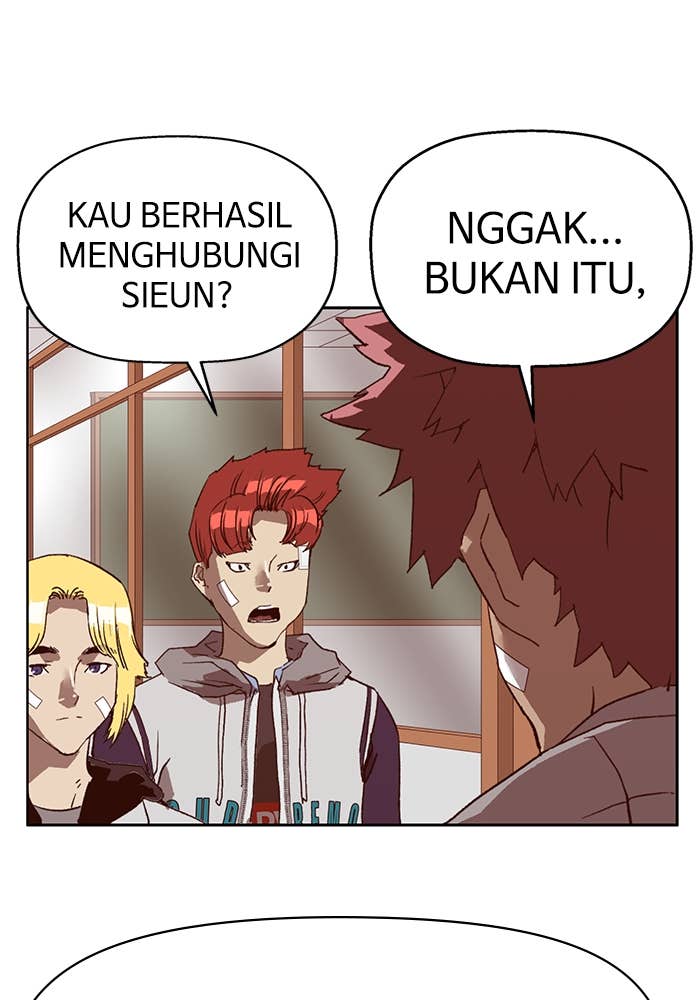 KAU BERHASIL
MENGHUBUNGI
SIEUN?
NGGAK...
BUKAN ITU,